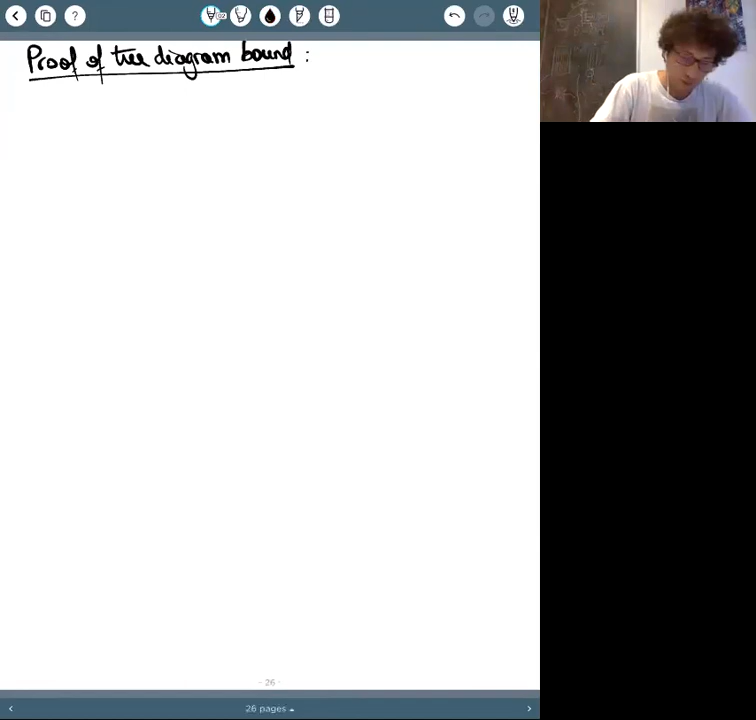 Proof of tree diagram bound :
- 26 -
26 pages